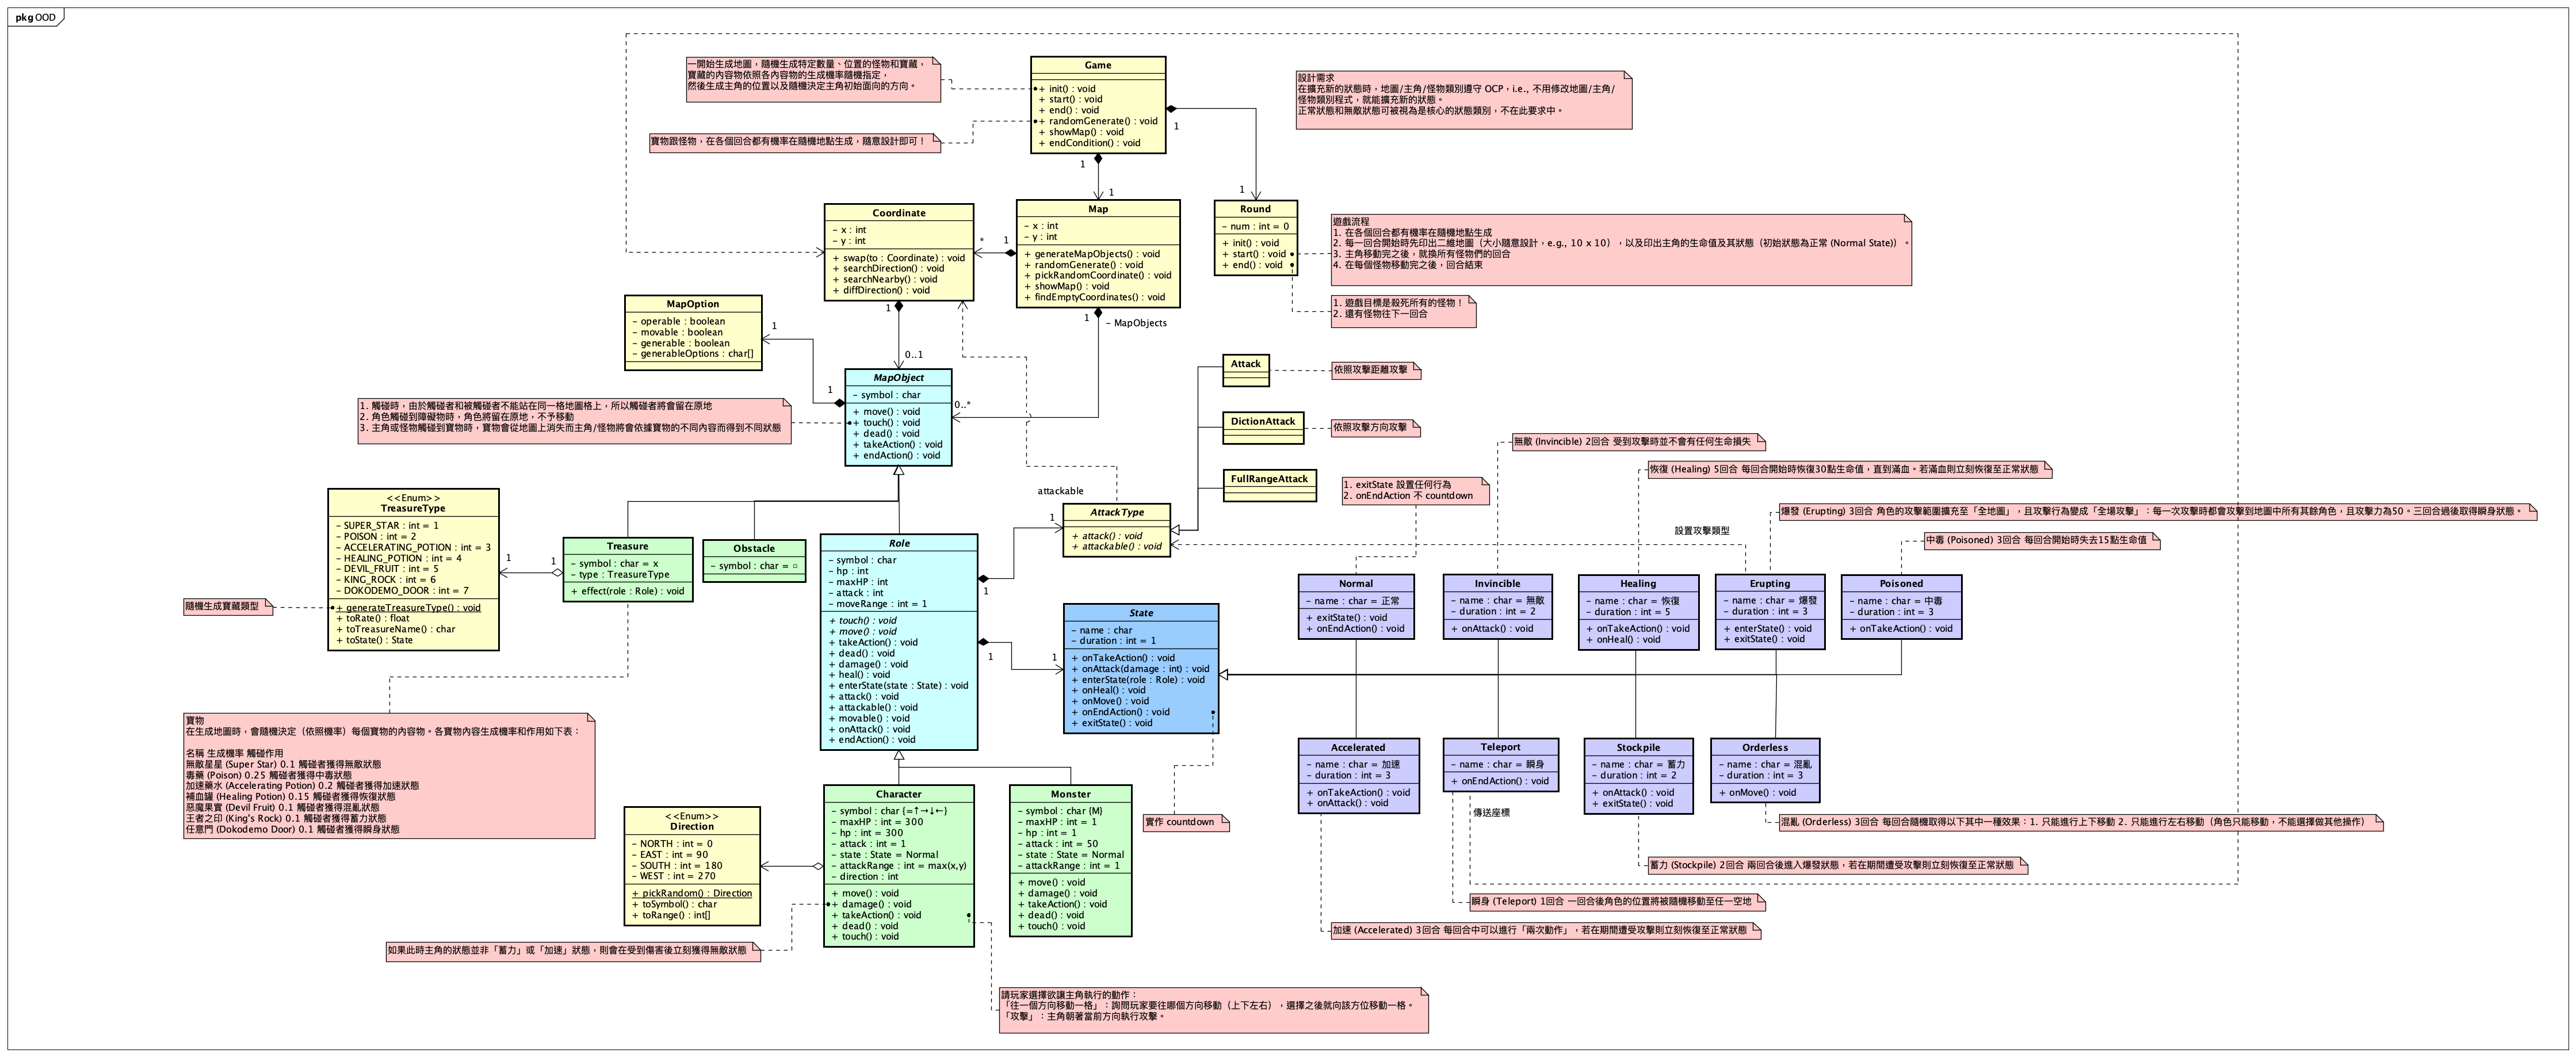 pkg OOD
一開始生成地圖，隨機生成特定數量、位置的怪物和寶藏，
寶藏的內容物依照各內容物的生成機率隨機指定，
然後生成主角的位置以及隨機決定主角初始面向的方向。
寶物跟怪物，在各個回合都有機率在隨機地點生成，隨意設計即可！
Game
+ init() : void
+ start() : void
+ end() : void
+ randomGenerate() : void
+ showMap() : void
+ endCondition() : void
1
1
1
1
設計需求
在擴充新的狀態時，地圖/主角/怪物類別遵守 OCP，i.e., 不用修改地圖/主角/
怪物類別程式，就能擴充新的狀態。
正常狀態和無敵狀態可被視為是核心的狀態類別，不在此要求中。
Coordinate
- x : int
- y : int
+ swap(to : Coordinate) : void
+ searchDirection() : void
+ searchNearby() : void
+ diffDirection() : void
*
1
Map
- x : int
- y : int
+ generateMapObjects() : void
+ randomGenerate() : void
+ pickRandomCoordinate() : void
+ showMap() : void
+ findEmptyCoordinates() : void
Round
- num : int = 0
+ init() : void
+ start() : void
+ end() : void
遊戲流程
1. 在各個回合都有機率在隨機地點生成
2. 每一回合開始時先印出二維地圖（大小隨意設計，e.g., 10 x 10），以及印出主角的生命值及其狀態（初始狀態為正常 (Normal State)）。
3. 主角移動完之後，就換所有怪物們的回合
4. 在每個怪物移動完之後，回合結束
1. 遊戲目標是殺死所有的怪物！
2. 還有怪物往下一回合
MapOption
- operable : boolean
- movable : boolean
- generable : boolean
- generableOptions : char[]
1
1
1
0..1
1
- MapObjects
0..*
MapObject
- symbol : char
+ move() : void
+ touch() : void
+ dead() : void
+ takeAction() : void
+ endAction() : void
1. 觸碰時，由於觸碰者和被觸碰者不能站在同一格地圖格上，所以觸碰者將會留在原地
2. 角色觸碰到障礙物時，角色將留在原地，不予移動
3. 主角或怪物觸碰到寶物時，寶物會從地圖上消失而主角/怪物將會依據寶物的不同內容而得到不同狀態
Attack
依照攻擊距離攻擊
DictionAttack
依照攻擊方向攻擊
FullRangeAttack
attackable
1
AttackType
+ attack() : void
+ attackable() : void
1. exitState 設置任何行為
2. onEndAction 不 countdown
無敵 (Invincible) 2回合 受到攻擊時並不會有任何生命損失
恢復 (Healing) 5回合 每回合開始時恢復30點生命值，直到滿血。若滿血則立刻恢復至正常狀態
爆發 (Erupting) 3回合 角色的攻擊範圍擴充至「全地圖」，且攻擊行為變成「全場攻擊」：每一次攻擊時都會攻擊到地圖中所有其餘角色，且攻擊力為50。三回合過後取得瞬身狀態。
設置攻擊類型
中毒 (Poisoned) 3回合 每回合開始時失去15點生命值
<<Enum>>
TreasureType
- SUPER_STAR : int = 1
- POISON : int = 2
- ACCELERATING_POTION : int = 3
- HEALING_POTION : int = 4
- DEVIL_FRUIT : int = 5
- KING_ROCK : int = 6
- DOKODEMO_DOOR : int = 7
+ generateTreasureType() : void
+ toRate() : float
+ toTreasureName() : char
+ toState() : State
隨機生成寶藏類型
1
1
Treasure
- symbol : char = x
- type : TreasureType
+ effect(role : Role) : void
Obstacle
- symbol : char = □
Role
- symbol : char
- hp : int
- maxHP : int
- attack : int
- moveRange : int = 1
+ touch() : void
+ move() : void
+ takeAction() : void
+ dead() : void
+ damage() : void
+ heal() : void
+ enterState(state : State) : void
+ attack() : void
+ attackable() : void
+ movable() : void
+ onAttack() : void
+ endAction() : void
1
1
1
State
- name : char
- duration : int = 1
+ onTakeAction() : void
+ onAttack(damage : int) : void
+ enterState(role : Role) : void
+ onHeal() : void
+ onMove() : void
+ onEndAction() : void
+ exitState() : void
實作 countdown
Normal
- name : char = 正常
+ exitState() : void
+ onEndAction() : void
Invincible
- name : char = 無敵
- duration : int = 2
+ onAttack() : void
Healing
- name : char = 恢復
- duration : int = 5
+ onTakeAction() : void
+ onHeal() : void
Erupting
- name : char = 爆發
- duration : int = 3
+ enterState() : void
+ exitState() : void
Poisoned
- name : char = 中毒
- duration : int = 3
+ onTakeAction() : void
Accelerated
- name : char = 加速
- duration : int = 3
+ onTakeAction() : void
+ onAttack() : void
Teleport
- name : char = 瞬身
+ onEndAction() : void
傳送座標
Stockpile
- name : char = 蓄力
- duration : int = 2
+ onAttack() : void
+ exitState() : void
Orderless
- name : char = 混亂
- duration : int = 3
+ onMove() : void
混亂 (Orderless) 3回合 每回合隨機取得以下其中一種效果：1. 只能進行上下移動 2. 只能進行左右移動（角色只能移動，不能選擇做其他操作）
蓄力 (Stockpile) 2回合 兩回合後進入爆發狀態，若在期間遭受攻擊則立刻恢復至正常狀態
瞬身 (Teleport) 1回合 一回合後角色的位置將被隨機移動至任一空地
加速 (Accelerated) 3回合 每回合中可以進行「兩次動作」，若在期間遭受攻擊則立刻恢復至正常狀態
寶物
在生成地圖時，會隨機決定（依照機率）每個寶物的內容物。各寶物內容生成機率和作用如下表：
名稱 生成機率 觸碰作用
無敵星星 (Super Star) 0.1 觸碰者獲得無敵狀態
毒藥 (Poison) 0.25 觸碰者獲得中毒狀態
加速藥水 (Accelerating Potion) 0.2 觸碰者獲得加速狀態
補血罐 (Healing Potion) 0.15 觸碰者獲得恢復狀態
惡魔果實 (Devil Fruit) 0.1 觸碰者獲得混亂狀態
王者之印 (King's Rock) 0.1 觸碰者獲得蓄力狀態
任意門 (Dokodemo Door) 0.1 觸碰者獲得瞬身狀態
<<Enum>>
Direction
- NORTH : int = 0
- EAST : int = 90
- SOUTH : int = 180
- WEST : int = 270
+ pickRandom() : Direction
+ toSymbol() : char
+ toRange() : int[]
Character
- symbol : char {=↑→↓←}
- maxHP : int = 300
- hp : int = 300
- attack : int = 1
- state : State = Normal
- attackRange : int = max(x,y)
- direction : int
+ move() : void
+ damage() : void
+ takeAction() : void
+ dead() : void
+ touch() : void
Monster
- symbol : char {M}
- maxHP : int = 1
- hp : int = 1
- attack : int = 50
- state : State = Normal
- attackRange : int = 1
+ move() : void
+ damage() : void
+ takeAction() : void
+ dead() : void
+ touch() : void
如果此時主角的狀態並非「蓄力」或「加速」狀態，則會在受到傷害後立刻獲得無敵狀態
請玩家選擇欲讓主角執行的動作：
「往一個方向移動一格」：詢問玩家要往哪個方向移動（上下左右），選擇之後就向該方位移動一格。
「攻擊」：主角朝著當前方向執行攻擊。